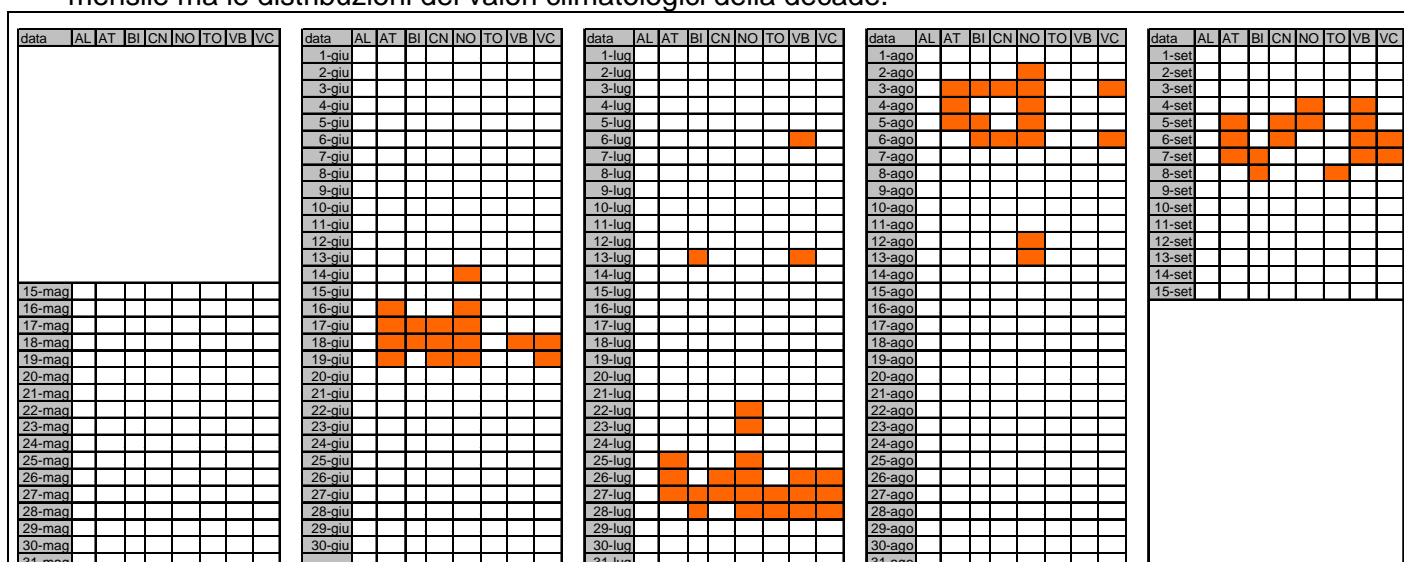 mensile ma le distribuzioni dei valori climatologici della decade.
data AL AT BI CN NO TO VB VC data AL AT BI CN NO TO VB VC data AL AT BI CN NO TO VB VC data AL AT BI CN NO TO VB VC data AL AT BI CN NO TO VB VC
1-giu 1-lug 1-ago 1-set
2-giu 2-lug 2-ago 2-set
3-giu 3-lug 3-ago 3-set
4-giu 4-lug 4-ago 4-set
5-giu 5-lug 5-ago 5-set
6-giu 6-lug 6-ago 6-set
7-giu 7-lug 7-ago 7-set
8-giu 8-lug 8-ago 8-set
9-giu 9-lug 9-ago 9-set
10-giu 10-lug 10-ago 10-set
11-giu 11-lug 11-ago 11-set
12-giu 12-lug 12-ago 12-set
13-giu 13-lug 13-ago 13-set
14-giu 14-lug 14-ago 14-set
15-mag 15-giu 15-lug 15-ago 15-set
16-mag 16-giu 16-lug 16-ago
17-mag 17-giu 17-lug 17-ago
18-mag 18-giu 18-lug 18-ago
19-mag 19-giu 19-lug 19-ago
20-mag 20-giu 20-lug 20-ago
21-mag 21-giu 21-lug 21-ago
22-mag 22-giu 22-lug 22-ago
23-mag 23-giu 23-lug 23-ago
24-mag 24-giu 24-lug 24-ago
25-mag 25-giu 25-lug 25-ago
26-mag 26-giu 26-lug 26-ago
27-mag 27-giu 27-lug 27-ago
28-mag 28-giu 28-lug 28-ago
29-mag 29-giu 29-lug 29-ago
30-mag 30-giu 30-lug 30-ago
31-mag 31-lug 31-ago